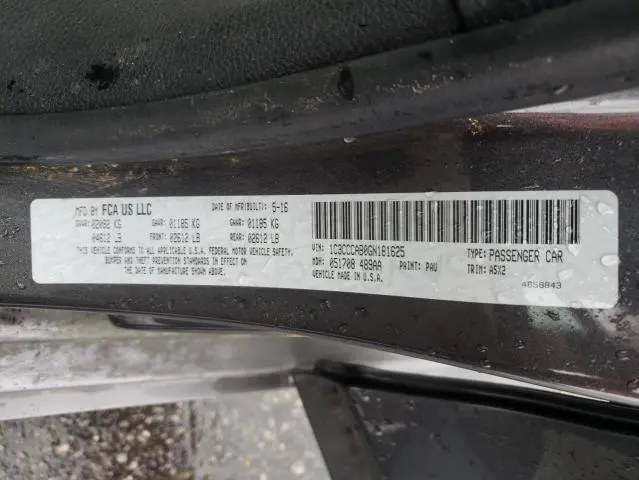 MFD BY FCA US LLC DATE OF MFR(BUILT): 5-16
GVWR: 02092 KG GAWR: 01185 KG GAWR: 01185 KG
04612 LB FRONT: 02612 LB REAR: 02612 LB
THIS VEHICLE CONFORMS TO ALL APPLICABLE U.S.A. FEDERAL MOTOR VEHICLE SAFETY,
BUMPER AND THEFT PREVENTION STANDARDS IN EFFECT ON
THE DATE OF MANUFACTURE SHOWN ABOVE.
VIN: 1C3CCCAB0GN181625 TYPE: PASSENGER CAR
MDH: 051708 489AA PAINT: PAU TRIM: A5X2
VEHICLE MADE IN U.S.A. 4658843